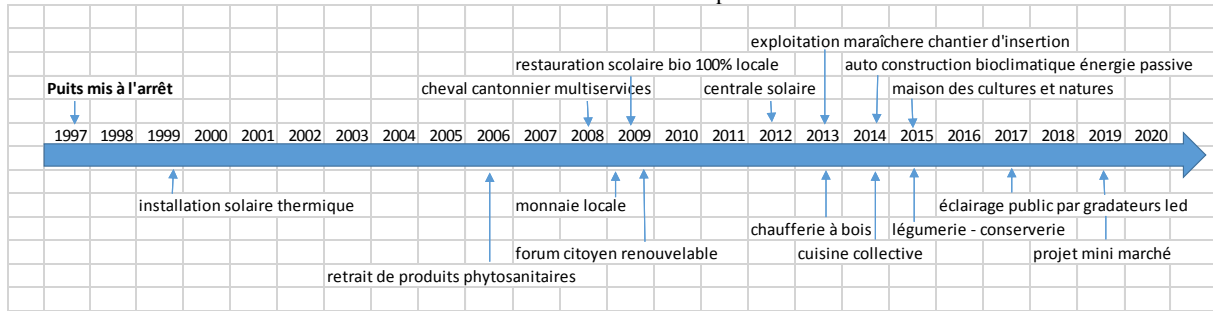 exploitation maraîchere chantier d'insertion
restauration scolaire bio 100% locale
auto construction bioclimatique énergie passive
Puits mis à l'arrêt
cheval cantonnier multiservices
centrale solaire
maison des cultures et natures
1997 1998 1999 2000 2001 2002 2003 2004 2005 2006 2007 2008 2009 2010 2011 2012 2013 2014 2015 2016 2017 2018 2019 2020
installation solaire thermique
monnaie locale
éclairage public par gradateurs led
chaufferie à bois
légumerie - conserverie
forum citoyen renouvelable
cuisine collective
projet mini marché
retrait de produits phytosanitaires